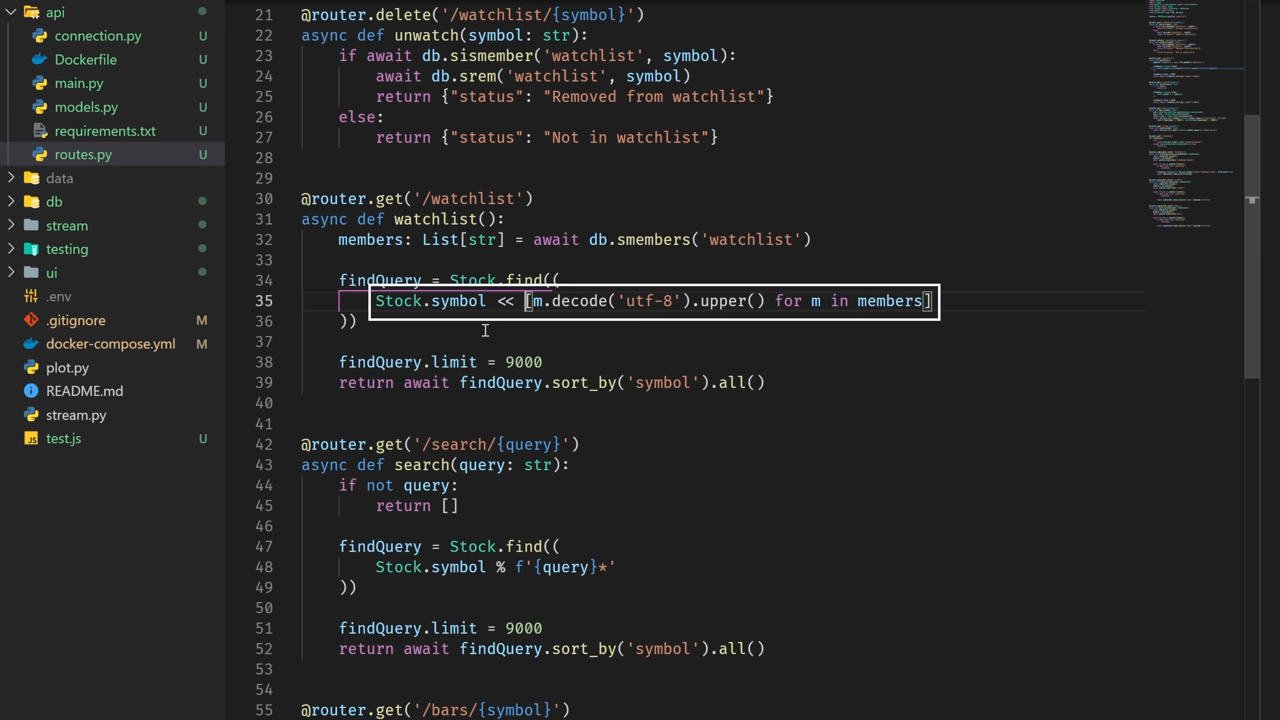 api
connection.py U
Dockerfile U
main.py U
models.py U
requirements.txt U
routes.py U
data
db
stream
testing
ui
.env
.gitignore M
docker-compose.yml M
plot.py
README.md
stream.py
test.js U
21 @router.delete('/watchlist/{symbol}')
22 async def unwatch(symbol: str):
23     if await db.sismember('watchlist', symbol):
24         await db.srem('watchlist', symbol)
25         return {"status": "Removed from watchlist"}
26     else:
27         return {"status": "Not in watchlist"}
28
29
30 @router.get('/watchlist')
31 async def watchlist():
32     members: List[str] = await db.smembers('watchlist')
33
34     findQuery = Stock.find((
35         Stock.symbol << [m.decode('utf-8').upper() for m in members]
36     ))
37
38     findQuery.limit = 9000
39     return await findQuery.sort_by('symbol').all()
40
41
42 @router.get('/search/{query}')
43 async def search(query: str):
44     if not query:
45         return []
46
47     findQuery = Stock.find((
48         Stock.symbol % f'{query}*'
49     ))
50
51     findQuery.limit = 9000
52     return await findQuery.sort_by('symbol').all()
53
54
55 @router.get('/bars/{symbol}')